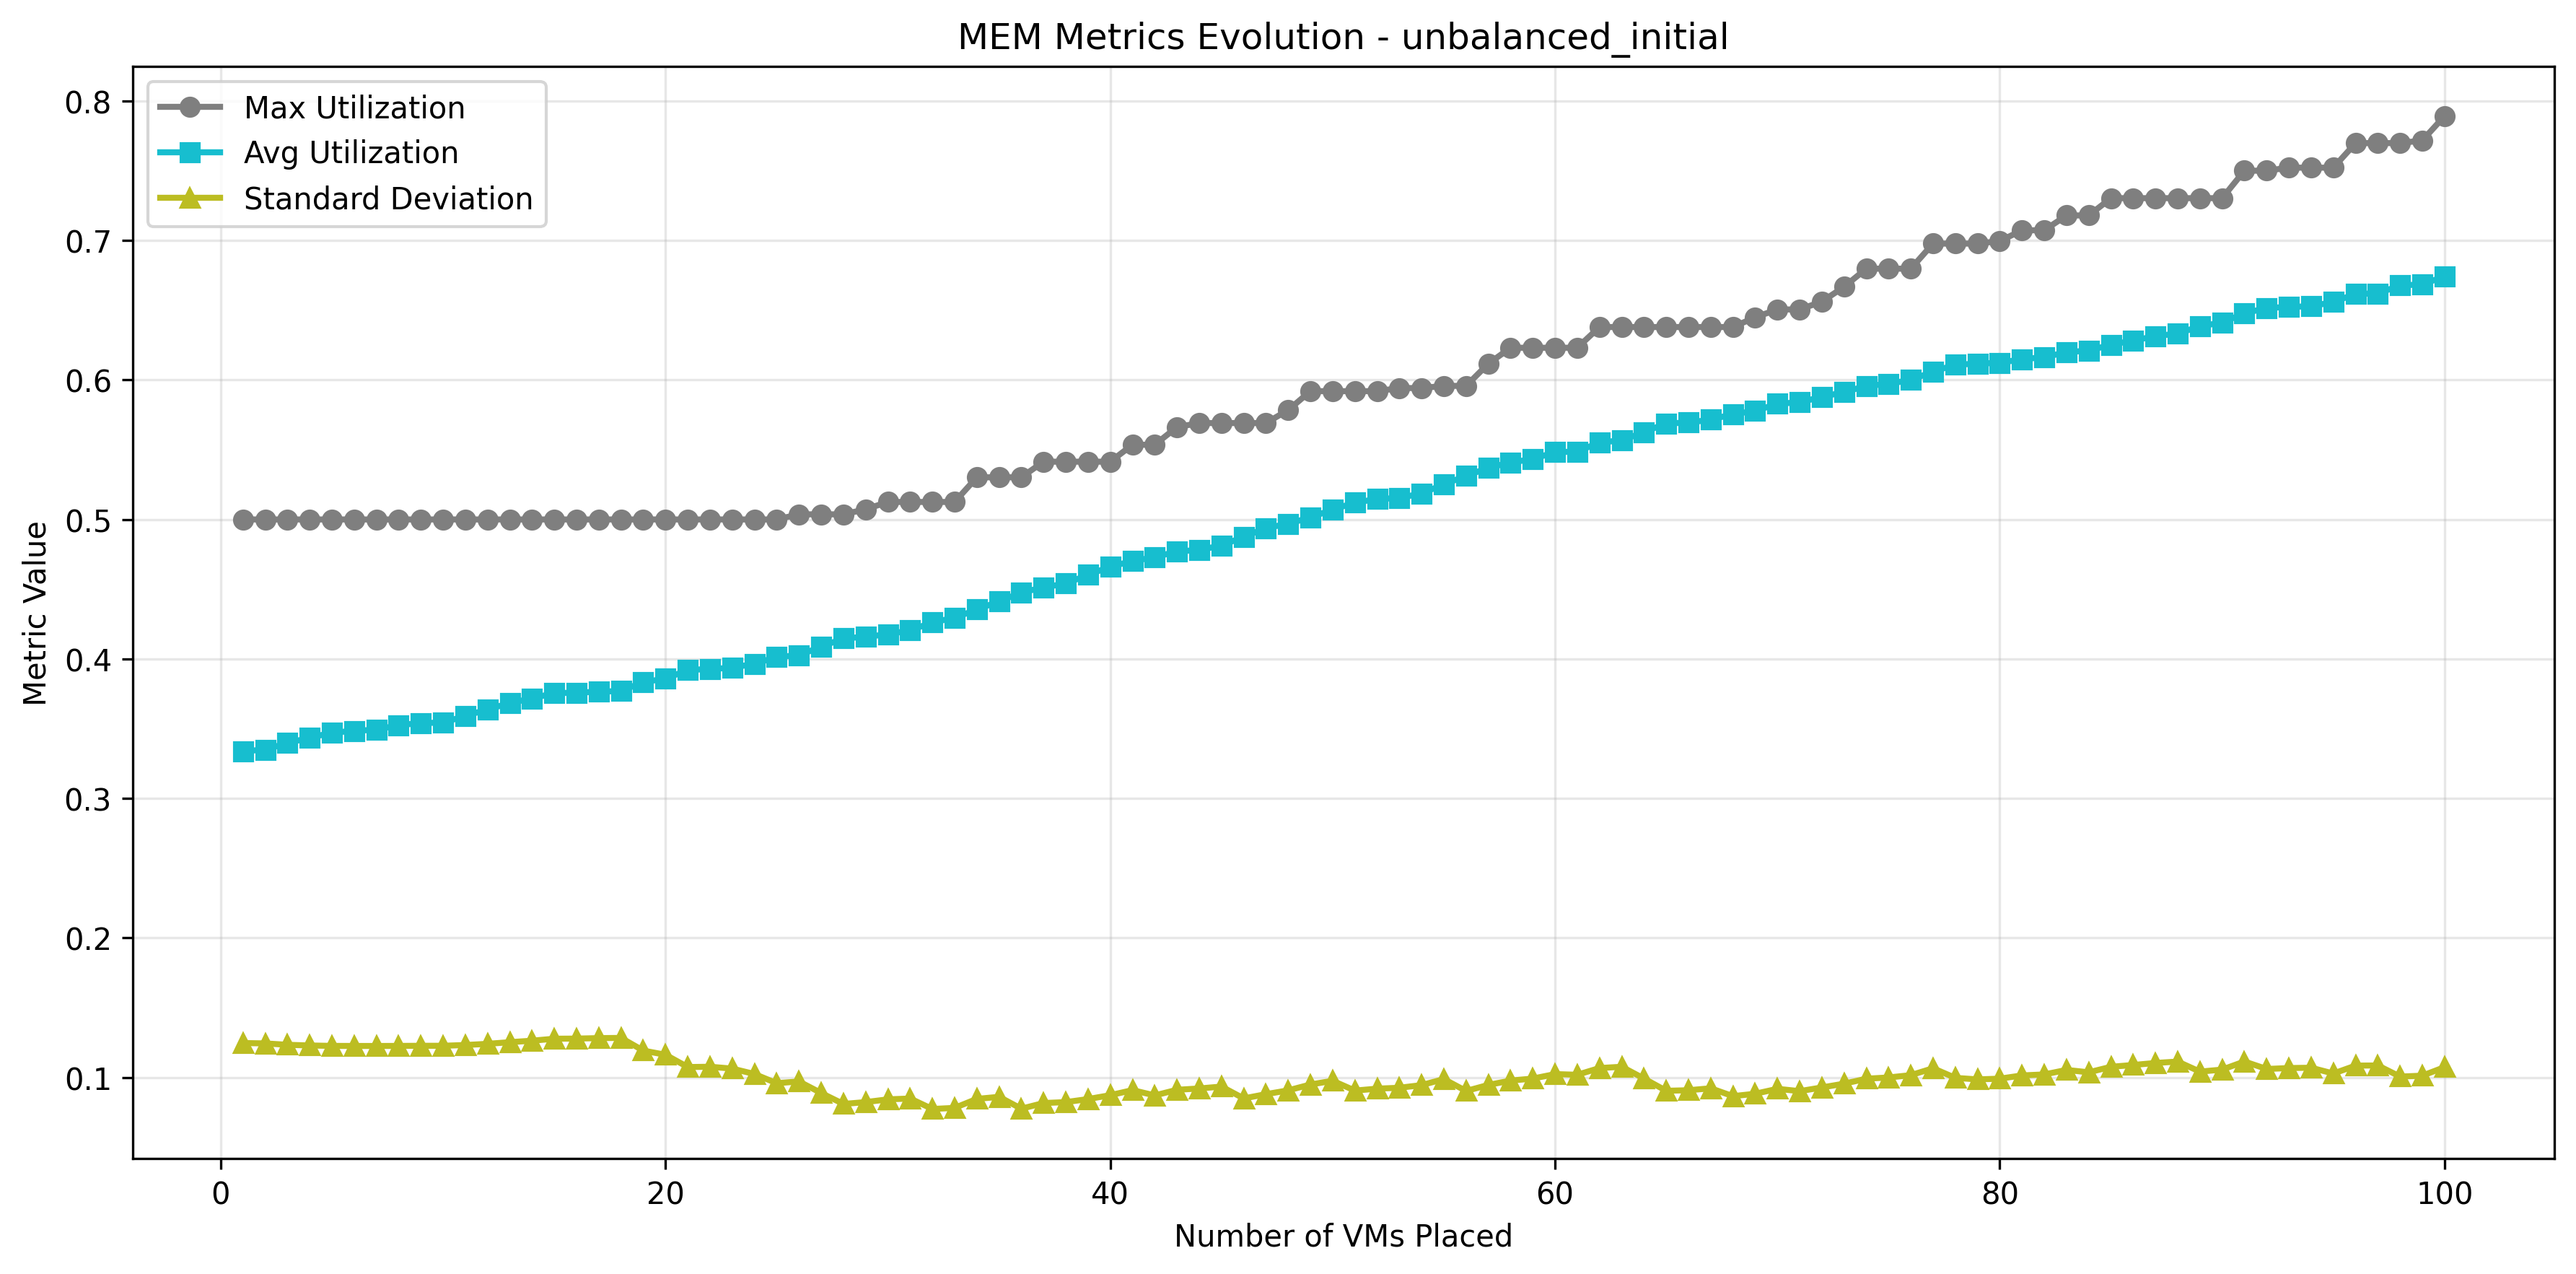 MEM Metrics Evolution - unbalanced_initial
Max Utilization
Avg Utilization
Standard Deviation
0.8
0.7
0.6
0.5
0.4
0.3
0.2
0.1
Metric Value
0 20 40 60 80 100
Number of VMs Placed